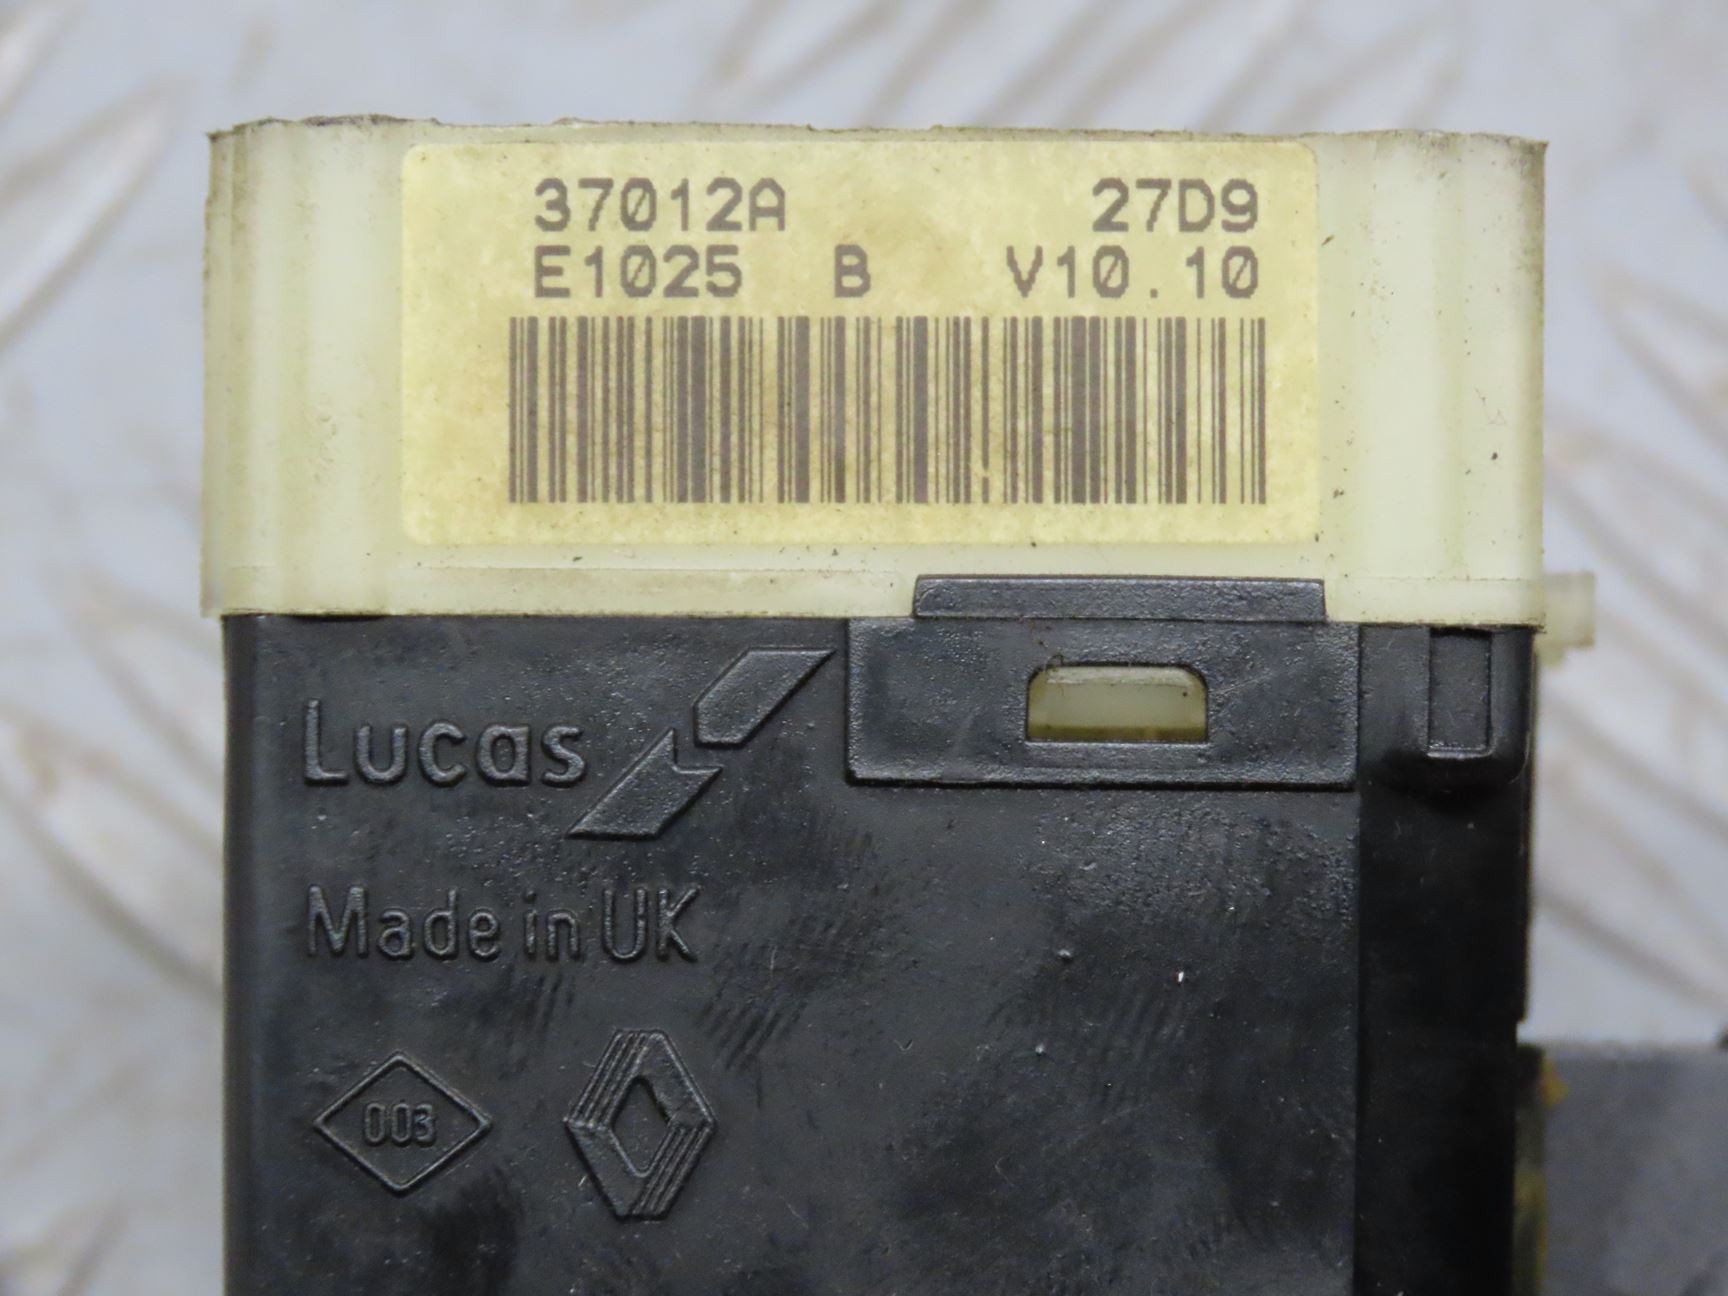 37012A 27D9
E1025 B V10.10
Lucas
Made in UK
003